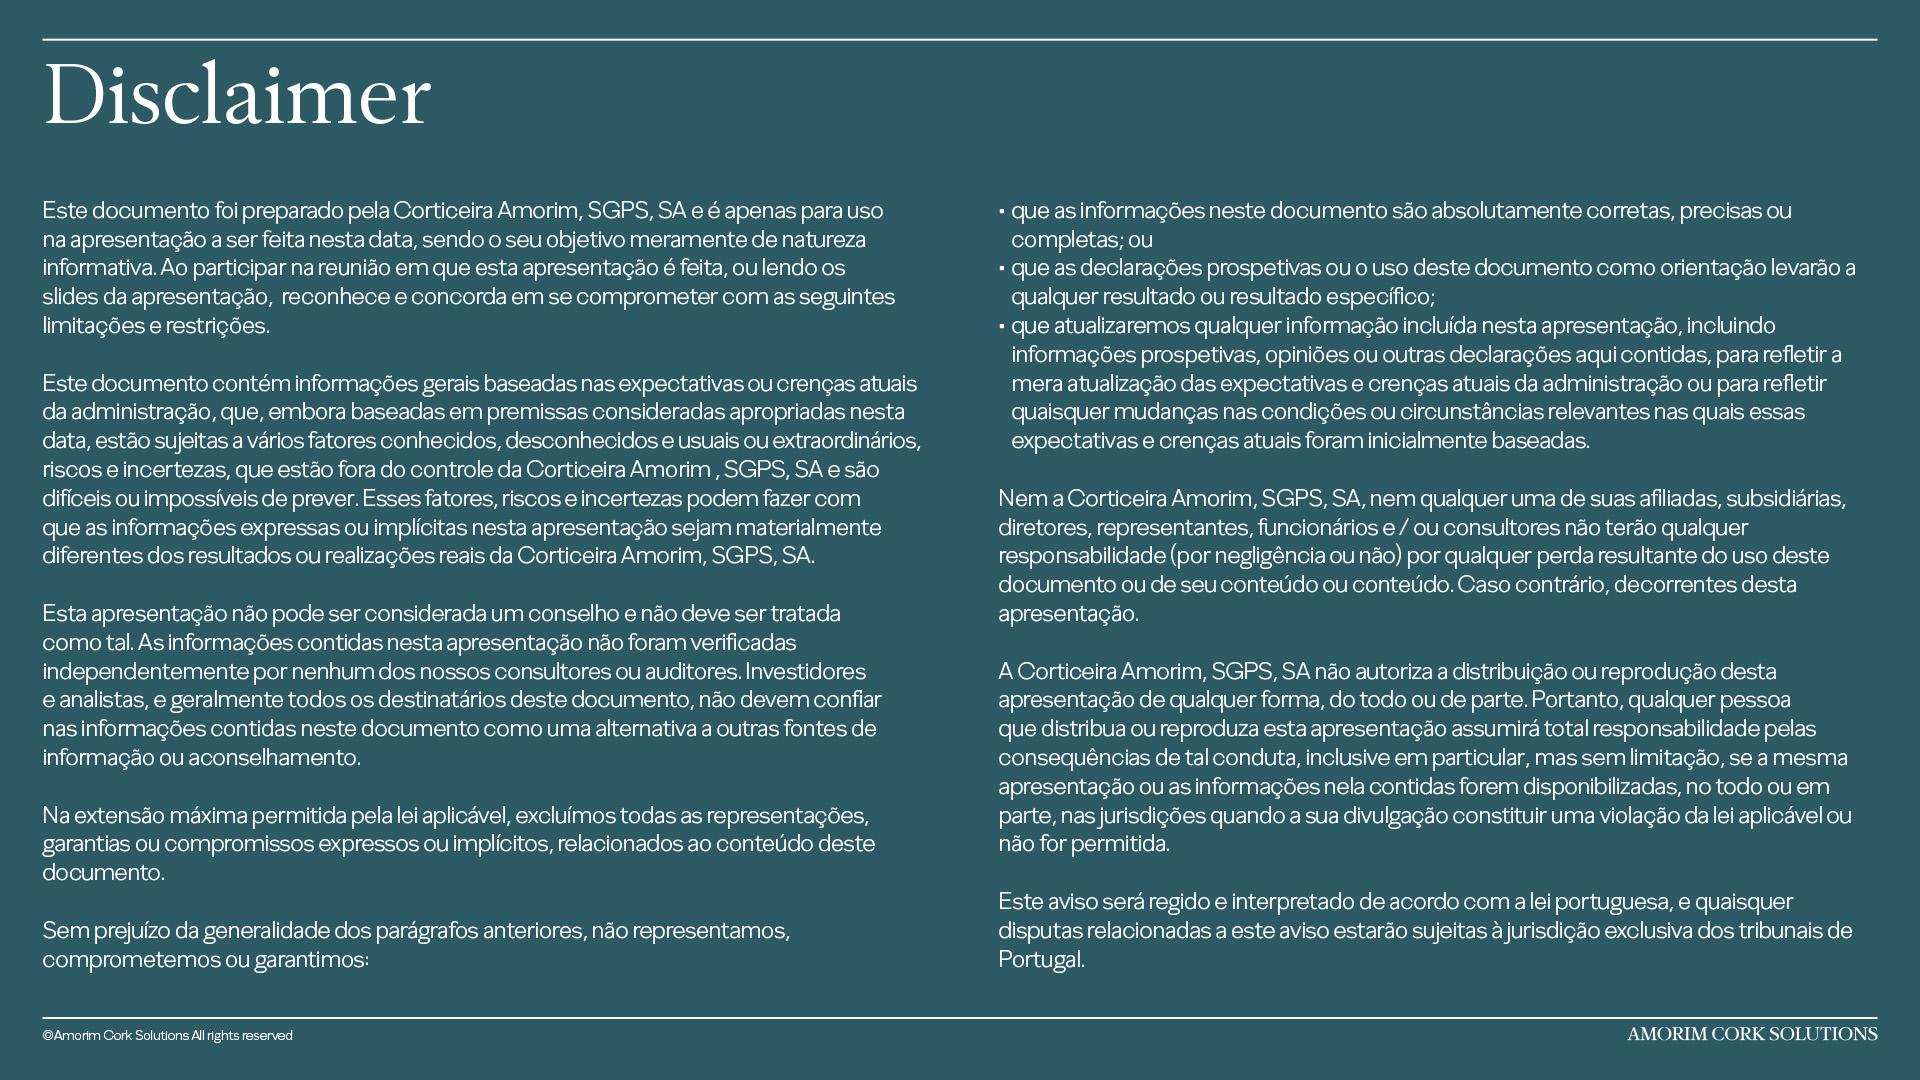 Disclaimer
Este documento foi preparado pela Corticeira Amorim, SGPS, SA e é apenas para uso
na apresentação a ser feita nesta data, sendo o seu objetivo meramente de natureza
informativa. Ao participar na reunião em que esta apresentação é feita, ou lendo os
slides da apresentação,  reconhece e concorda em se comprometer com as seguintes
limitações e restrições.
Este documento contém informações gerais baseadas nas expectativas ou crenças atuais
da administração, que, embora baseadas em premissas consideradas apropriadas nesta
data, estão sujeitas a vários fatores conhecidos, desconhecidos e usuais ou extraordinários,
riscos e incertezas, que estão fora do controle da Corticeira Amorim , SGPS, SA e são
difíceis ou impossíveis de prever. Esses fatores, riscos e incertezas podem fazer com
que as informações expressas ou implícitas nesta apresentação sejam materialmente
diferentes dos resultados ou realizações reais da Corticeira Amorim, SGPS, SA.
Esta apresentação não pode ser considerada um conselho e não deve ser tratada
como tal. As informações contidas nesta apresentação não foram verificadas
independentemente por nenhum dos nossos consultores ou auditores. Investidores
e analistas, e geralmente todos os destinatários deste documento, não devem confiar
nas informações contidas neste documento como uma alternativa a outras fontes de
informação ou aconselhamento.
Na extensão máxima permitida pela lei aplicável, excluímos todas as representações,
garantias ou compromissos expressos ou implícitos, relacionados ao conteúdo deste
documento.
Sem prejuízo da generalidade dos parágrafos anteriores, não representamos,
comprometemos ou garantimos:
• que as informações neste documento são absolutamente corretas, precisas ou
completas; ou
• que as declarações prospetivas ou o uso deste documento como orientação levarão a
qualquer resultado ou resultado específico;
• que atualizaremos qualquer informação incluída nesta apresentação, incluindo
informações prospetivas, opiniões ou outras declarações aqui contidas, para refletir a
mera atualização das expectativas e crenças atuais da administração ou para refletir
quaisquer mudanças nas condições ou circunstâncias relevantes nas quais essas
expectativas e crenças atuais foram inicialmente baseadas.
Nem a Corticeira Amorim, SGPS, SA, nem qualquer uma de suas afiliadas, subsidiárias,
diretores, representantes, funcionários e / ou consultores não terão qualquer
responsabilidade (por negligência ou não) por qualquer perda resultante do uso deste
documento ou de seu conteúdo ou conteúdo. Caso contrário, decorrentes desta
apresentação.
A Corticeira Amorim, SGPS, SA não autoriza a distribuição ou reprodução desta
apresentação de qualquer forma, do todo ou de parte. Portanto, qualquer pessoa
que distribua ou reproduza esta apresentação assumirá total responsabilidade pelas
consequências de tal conduta, inclusive em particular, mas sem limitação, se a mesma
apresentação ou as informações nela contidas forem disponibilizadas, no todo ou em
parte, nas jurisdições quando a sua divulgação constituir uma violação da lei aplicável ou
não for permitida.
Este aviso será regido e interpretado de acordo com a lei portuguesa, e quaisquer
disputas relacionadas a este aviso estarão sujeitas à jurisdição exclusiva dos tribunais de
Portugal.
©Amorim Cork Solutions All rights reserved
AMORIM CORK SOLUTIONS